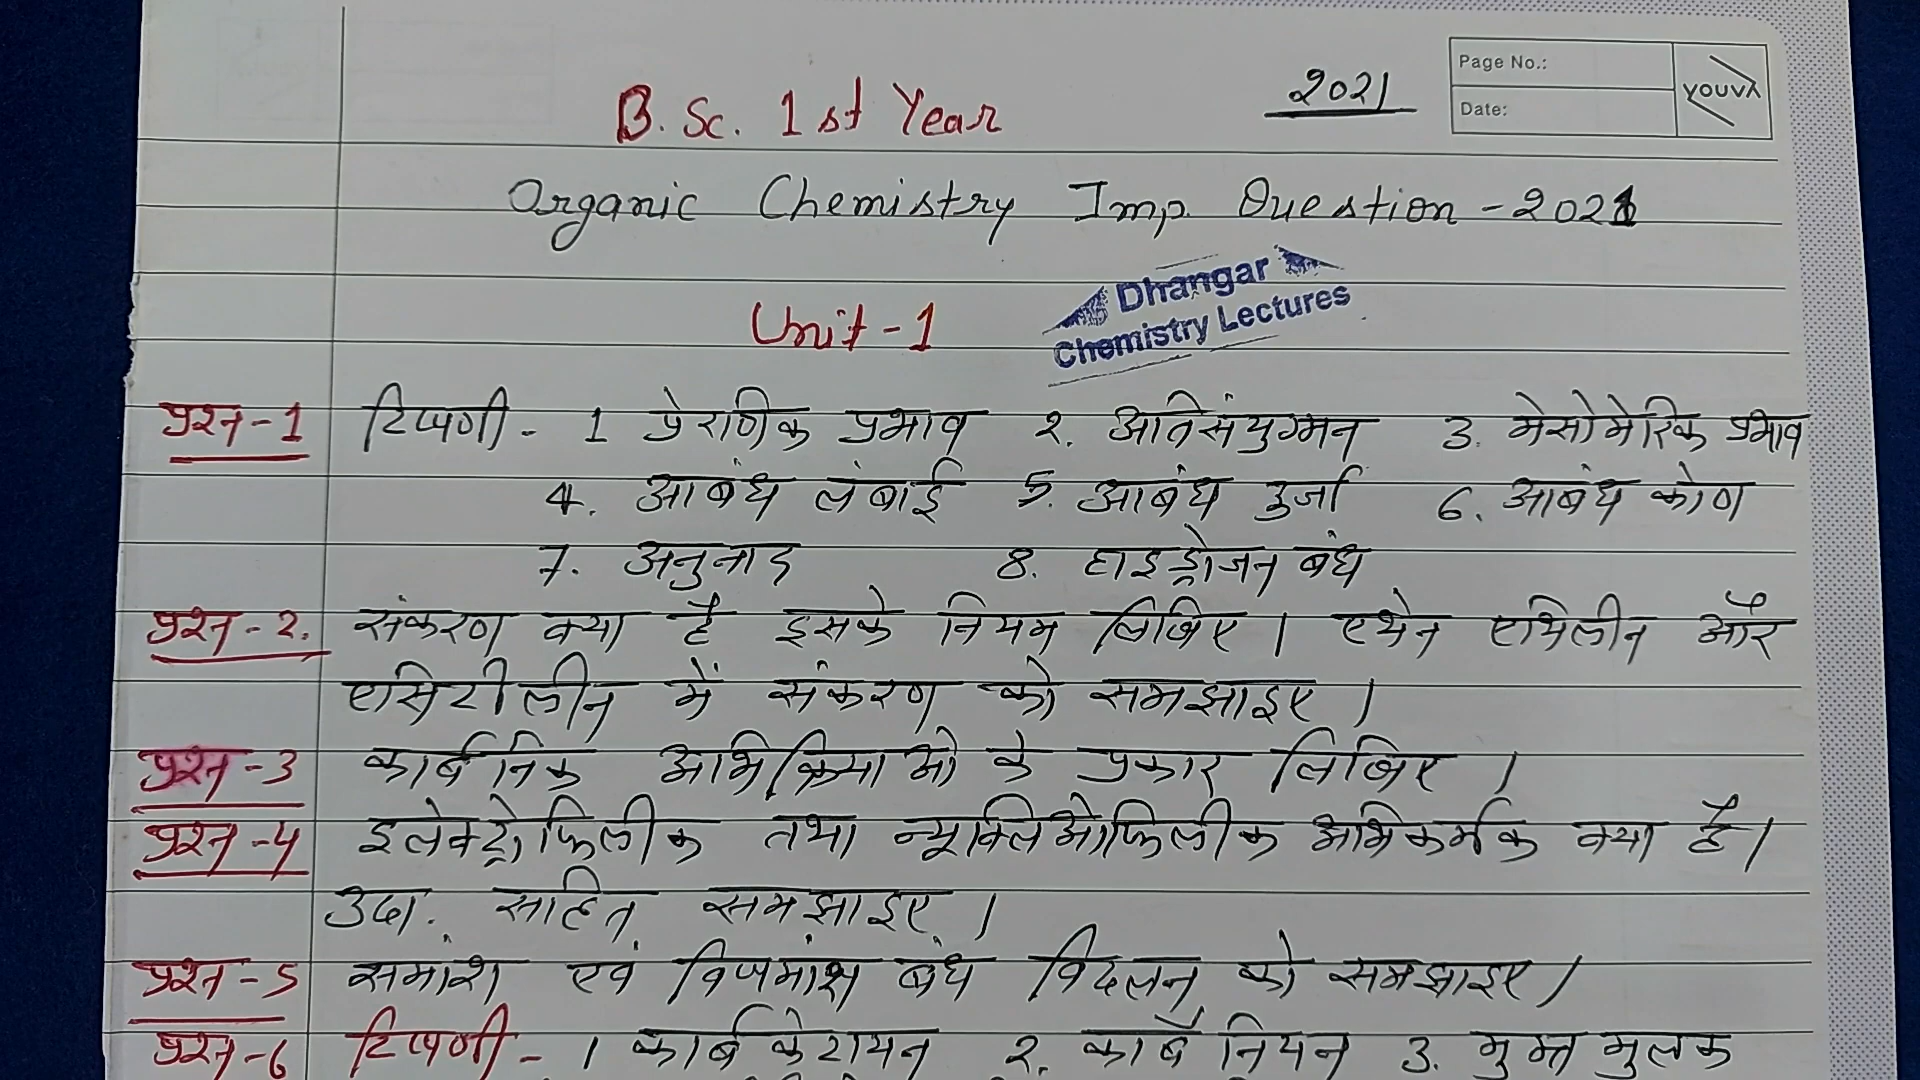 B.Sc. 1st Year
2021
Page No.:
Date:
YOUVA
Organic Chemistry Imp. Question - 2021
Unit - 1
Dhangar
Chemistry Lectures
प्रश्न-1 टिप्पणी - 1 प्रेरणिक प्रभाव 2. अतिसंयुग्मन 3. मेसोमेरिक प्रभाव
4. आबंध लंबाई 5. आबंध उर्जा 6. आबंध कोण
7. अनुनाद 8. हाइड्रोजन बंध
प्रश्न-2. संकरण क्या है इसके नियम लिखिए । एथेन एथिलीन और
एसिटीलीन में संकरण को समझाइए ।
प्रश्न-3 कार्बनिक अभिक्रियाओ के प्रकार लिखिए ।
प्रश्न-4 इलेक्ट्रोफिलीक तथा न्यूक्लिओफिलीक अभिकर्मक क्या है ।
उदा. सहित समझाइए ।
प्रश्न-5 समांश एवं विषमांश बंध विदलन को समझाइए ।
प्रश्न-6 टिप्पणी - 1 कार्बकेटायन 2. कार्बेनियन 3. मुक्त मुलक